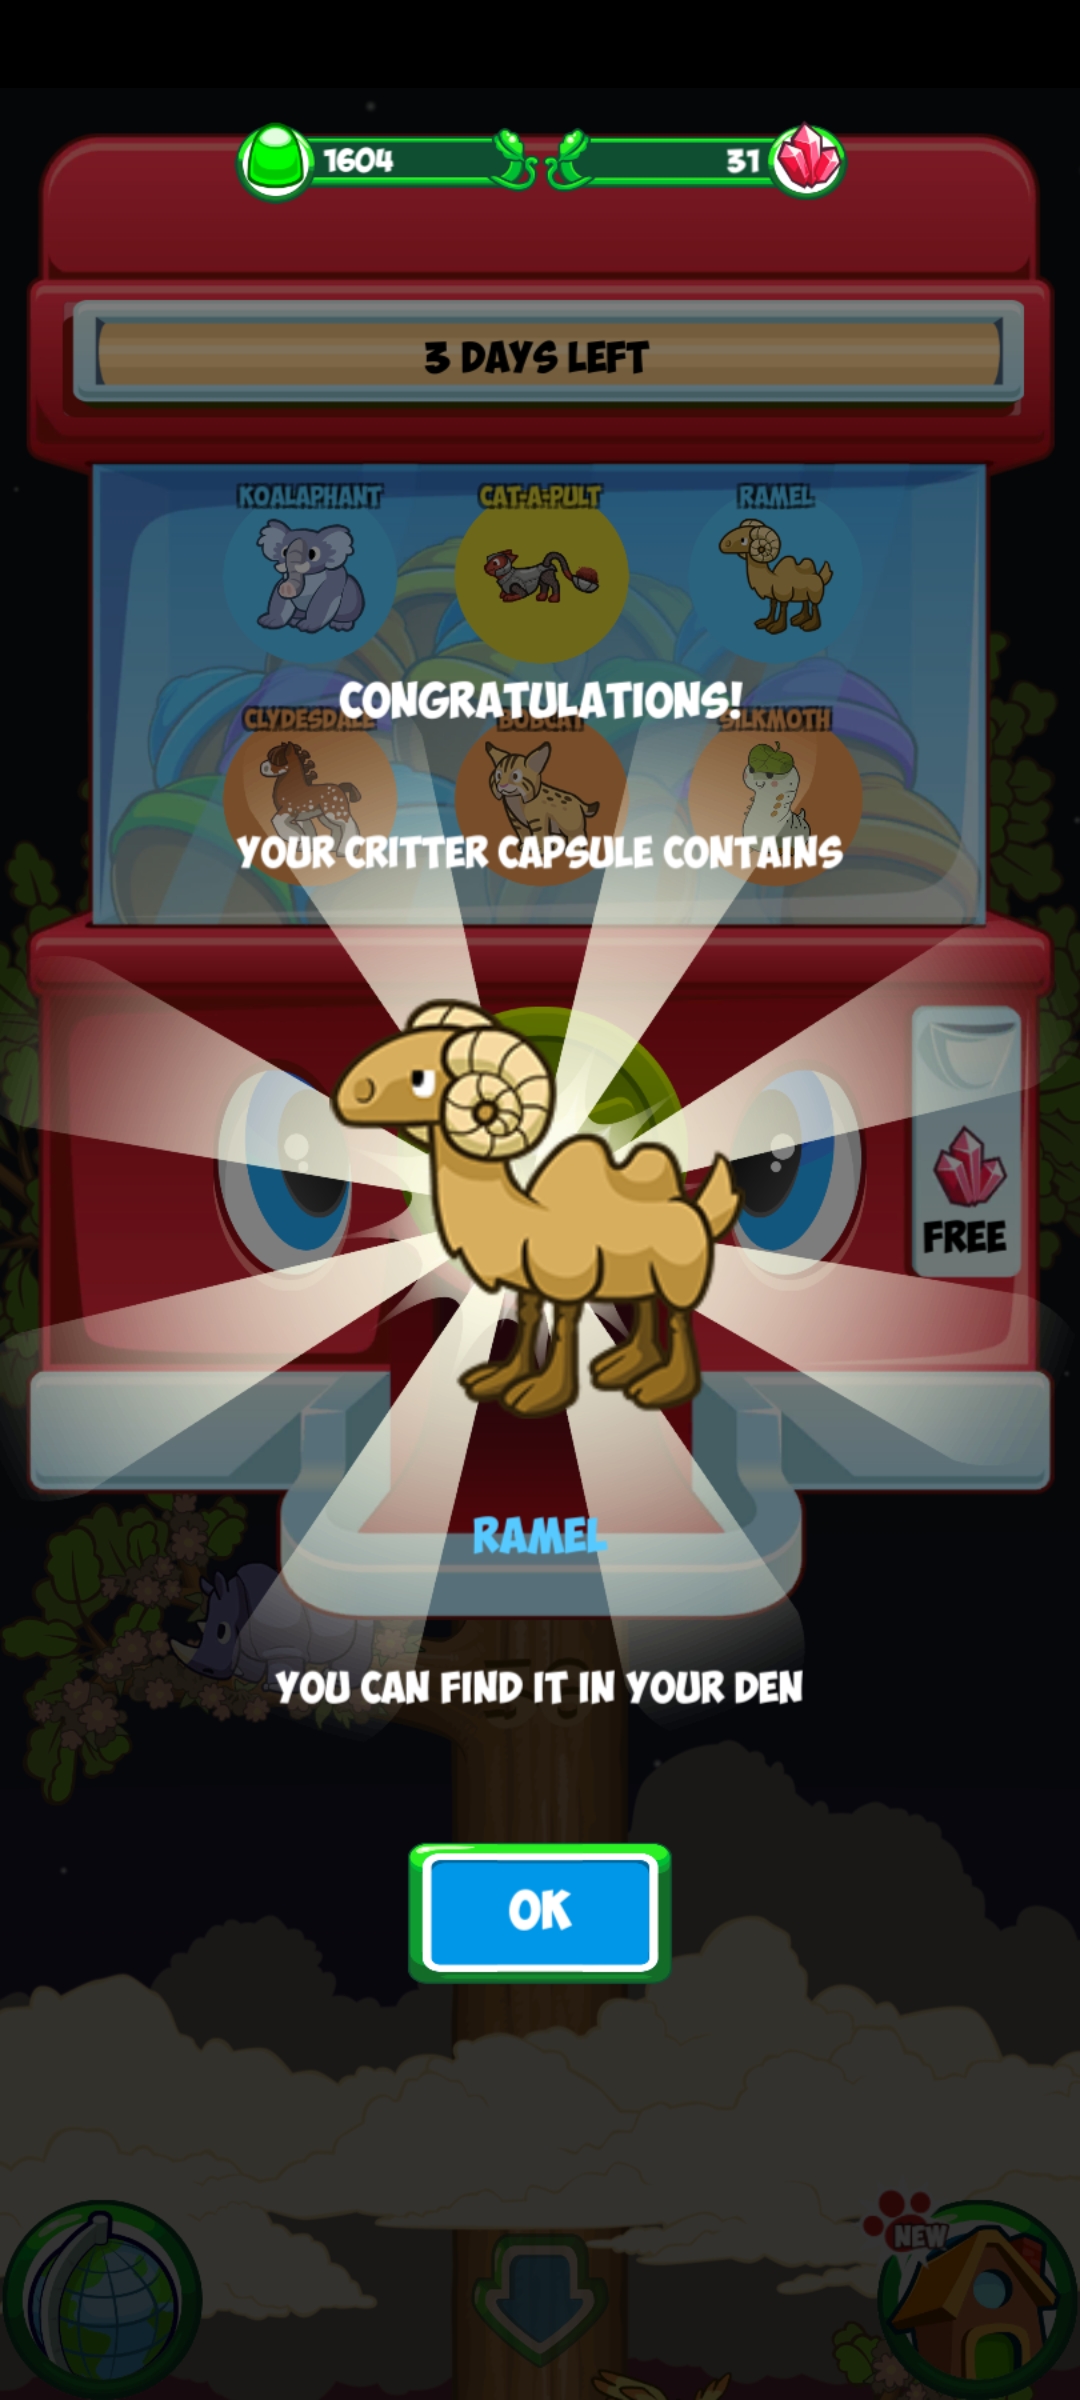 1604
31
3 DAYS LEFT
KOALAPHANT
CAT-A-PULT
RAMEL
CONGRATULATIONS!
CLYDESDALE
BOBCAT
SILKMOTH
YOUR CRITTER CAPSULE CONTAINS
FREE
RAMEL
YOU CAN FIND IT IN YOUR DEN
OK
NEW